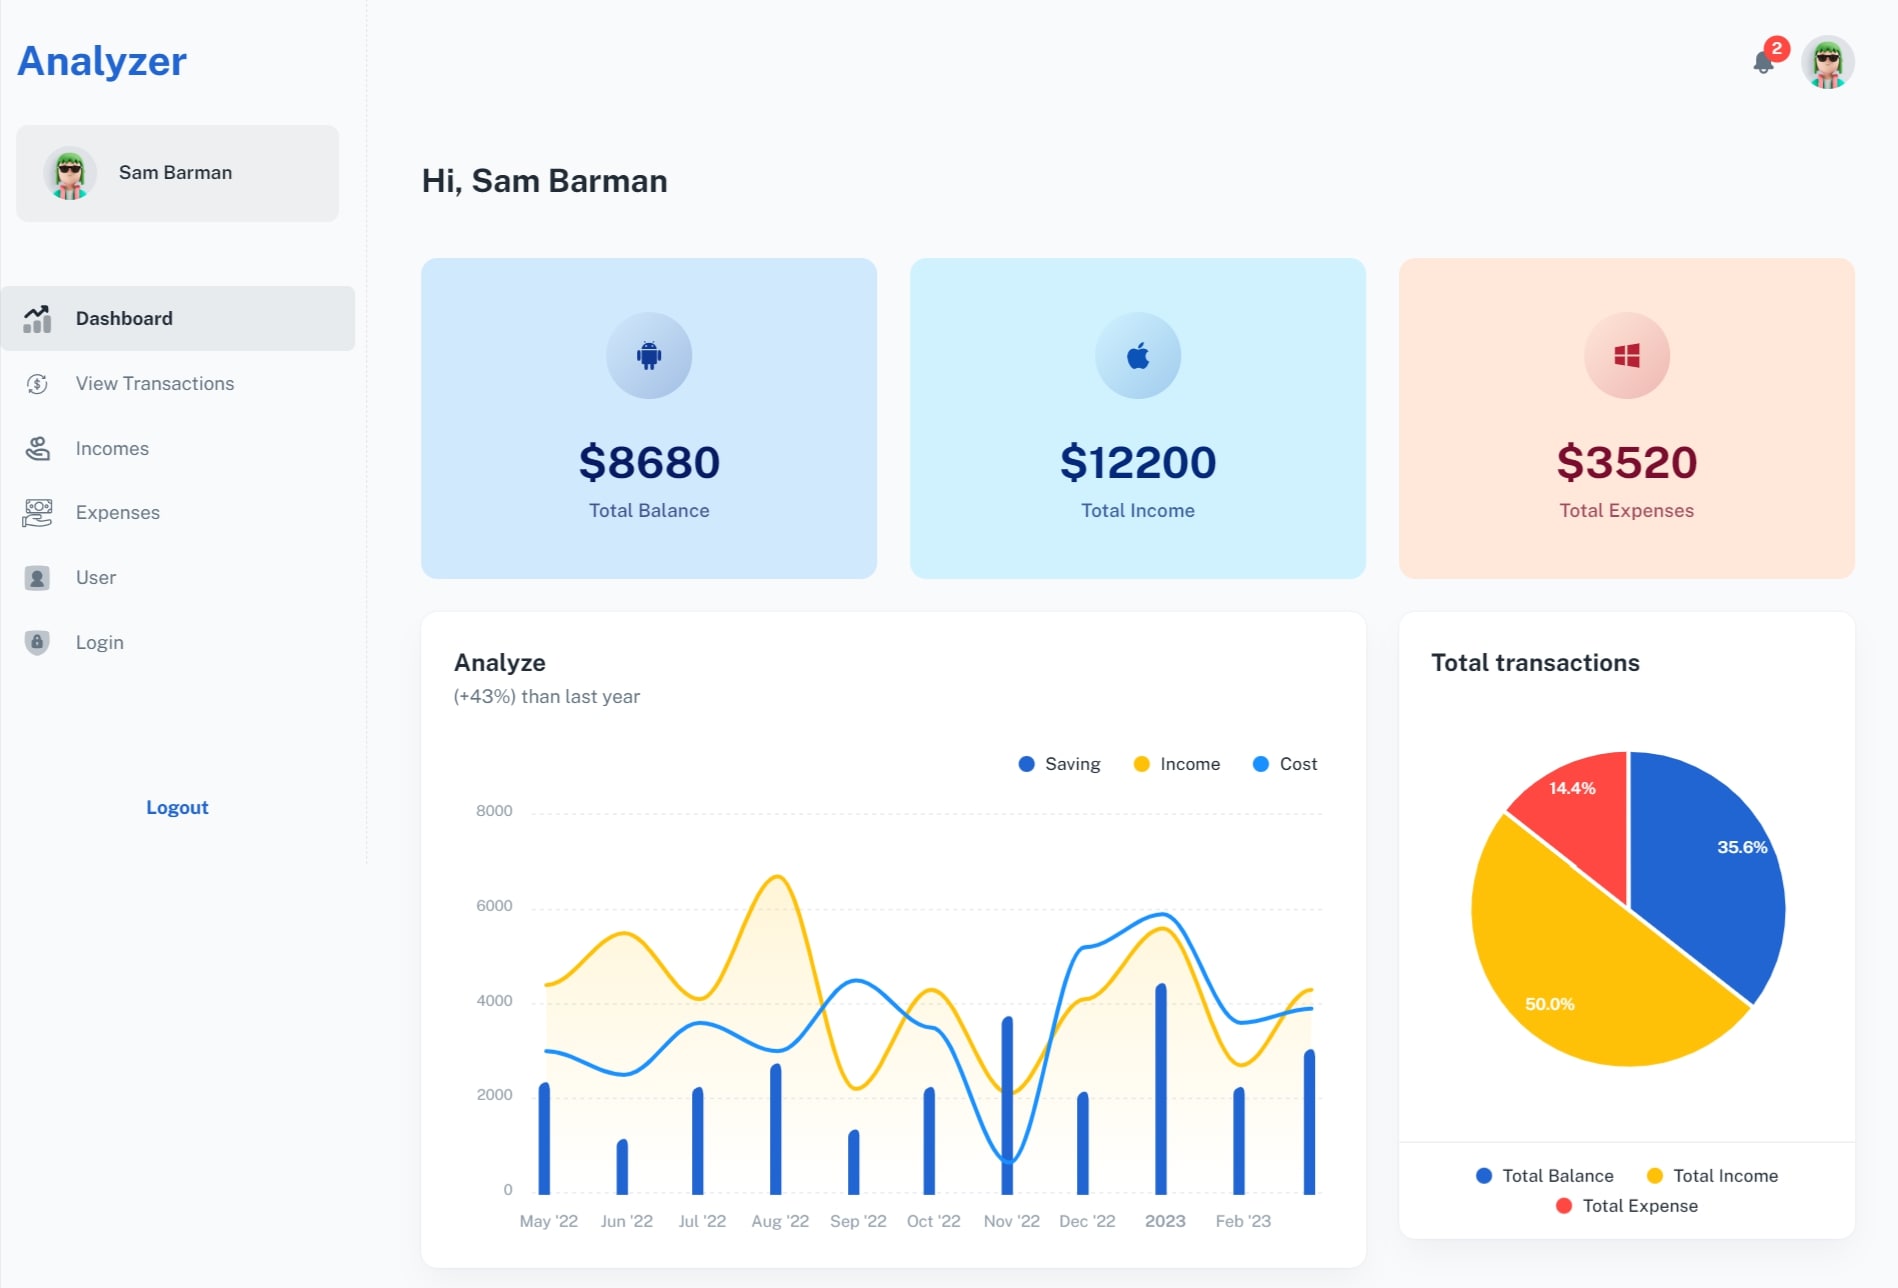 Analyzer
2
Sam Barman
Dashboard
View Transactions
Incomes
Expenses
User
Login
Logout
Hi, Sam Barman
$8680
Total Balance
$12200
Total Income
$3520
Total Expenses
Analyze
(+43%) than last year
Saving Income Cost
8000
6000
4000
2000
0
May '22 Jun '22 Jul '22 Aug '22 Sep '22 Oct '22 Nov '22 Dec '22 2023 Feb '23
Total transactions
14.4%
35.6%
50.0%
Total Balance Total Income
Total Expense